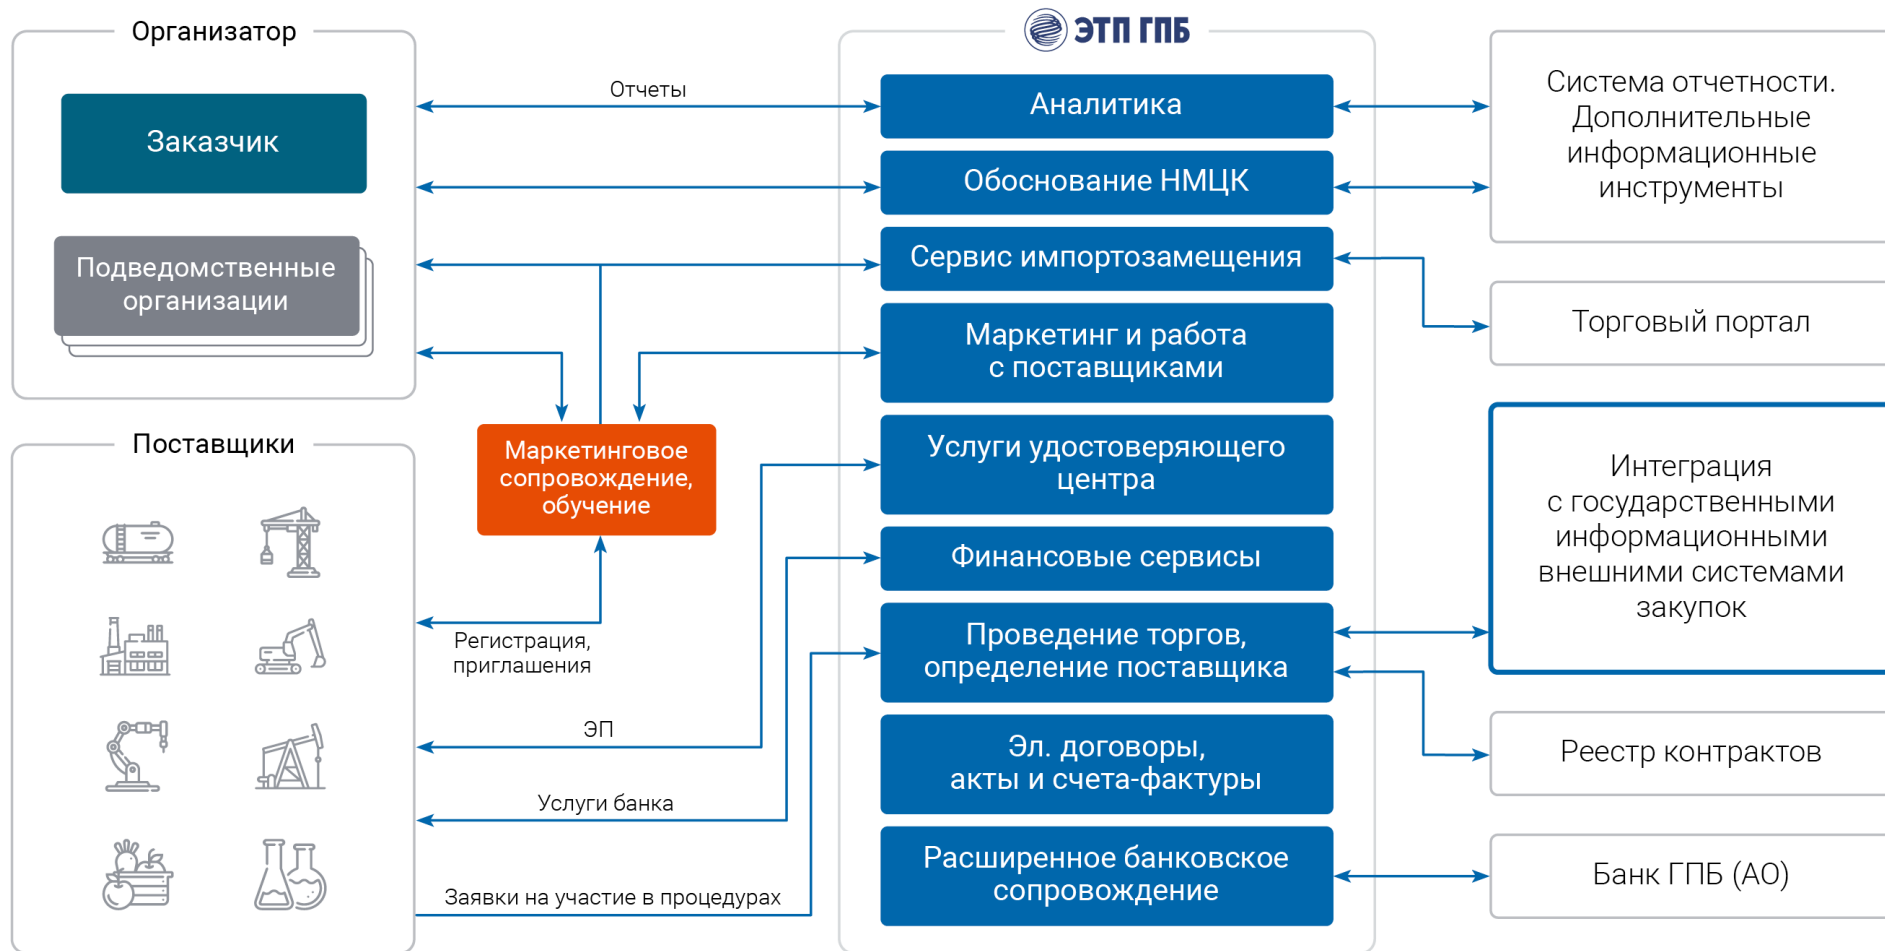 Организатор
Заказчик
Подведомственные
организации
Поставщики
Отчеты
Маркетинговое
сопровождение,
обучение
Регистрация,
приглашения
ЭП
Услуги банка
Заявки на участие в процедурах
ЭТП ГПБ
Аналитика
Обоснование НМЦК
Сервис импортозамещения
Маркетинг и работа
с поставщиками
Услуги удостоверяющего
центра
Финансовые сервисы
Проведение торгов,
определение поставщика
Эл. договоры,
акты и счета-фактуры
Расширенное банковское
сопровождение
Система отчетности.
Дополнительные
информационные
инструменты
Торговый портал
Интеграция
с государственными
информационными
внешними системами
закупок
Реестр контрактов
Банк ГПБ (АО)